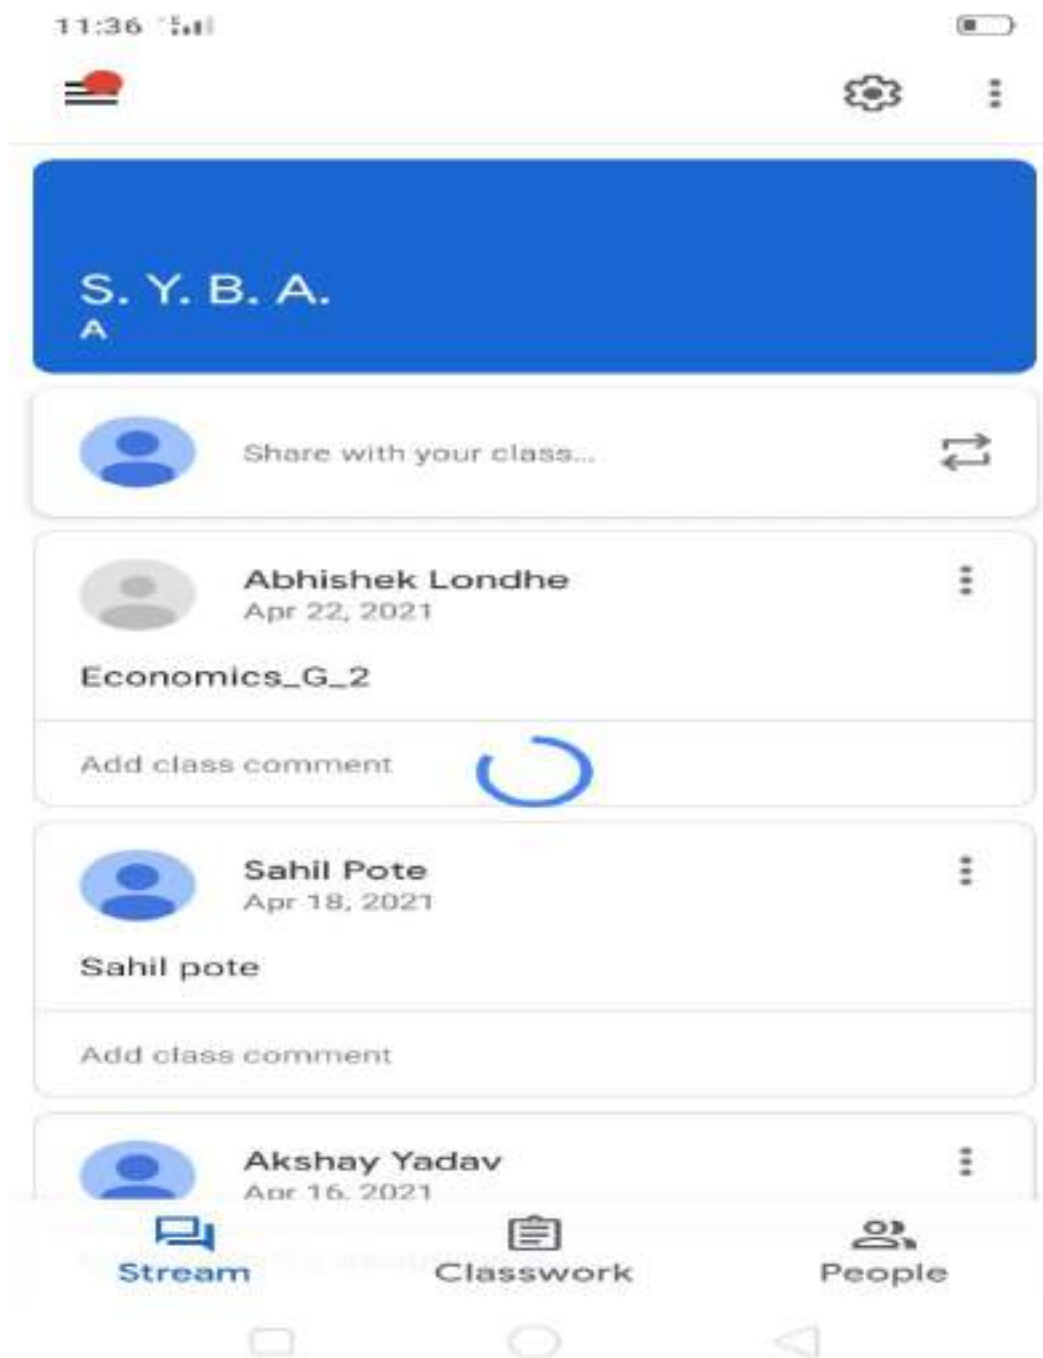 11:36
S. Y. B. A.
A
Share with your class...
Abhishek Londhe
Apr 22, 2021
Economics_G_2
Add class comment
Sahil Pote
Apr 18, 2021
Sahil pote
Add class comment
Akshay Yadav
Apr 16, 2021
Stream
Classwork
People